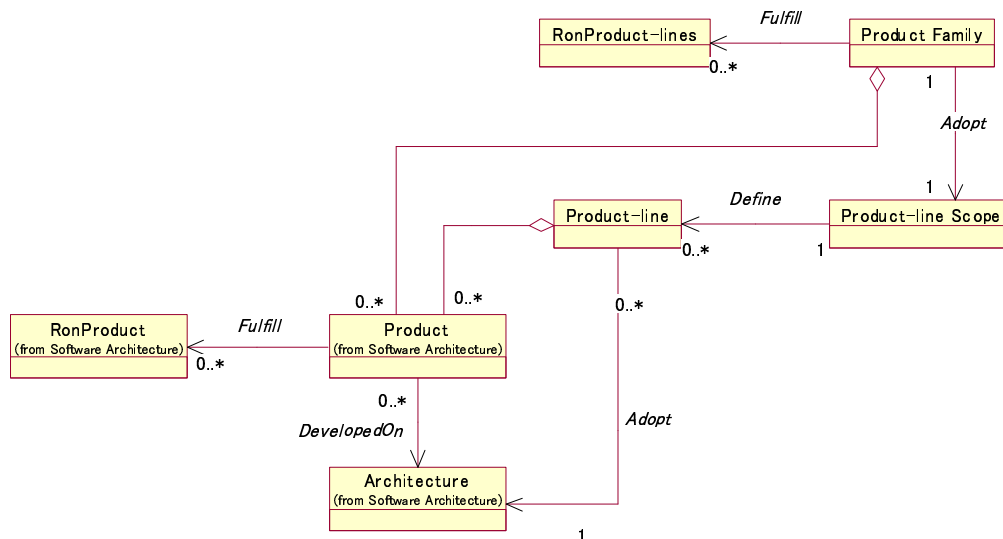 Fulfill
RonProduct-lines
Product Family
0..*
1
Adopt
1
Define
Product-line
Product-line Scope
0..*
1
0..*
0..*
0..*
RonProduct
(from Software Architecture)
Fulfill
Product
(from Software Architecture)
0..*
0..*
DevelopedOn
Adopt
Architecture
(from Software Architecture)
1